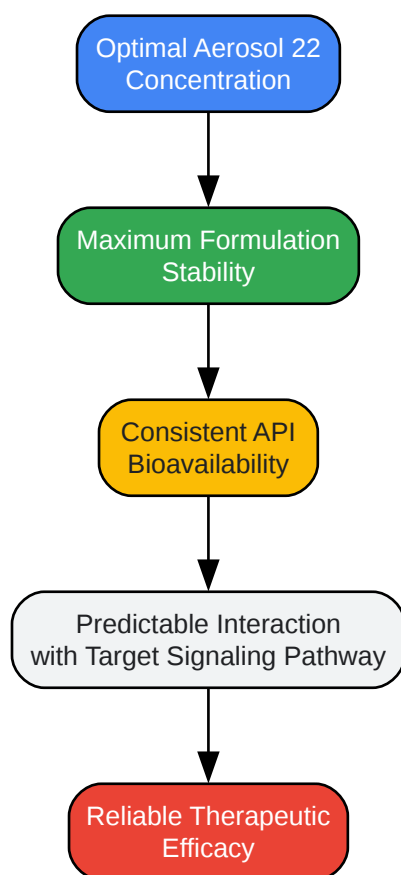 Optimal Aerosol 22
Concentration
Maximum Formulation
Stability
Consistent API
Bioavailability
Predictable Interaction
with Target Signaling Pathway
Reliable Therapeutic
Efficacy